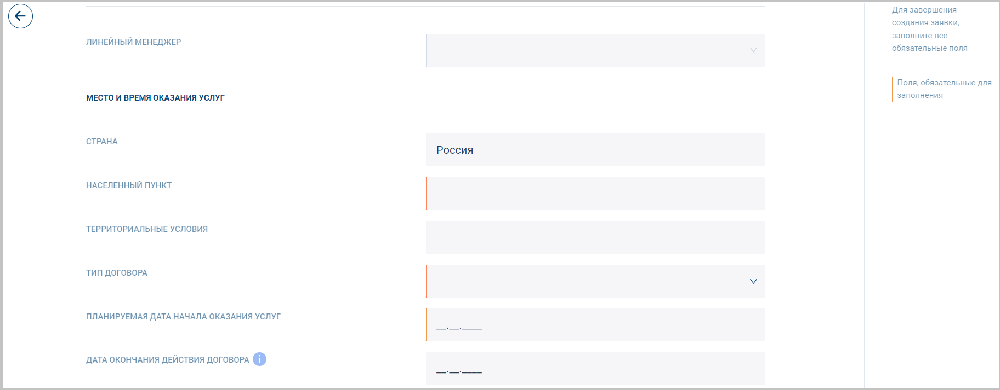 ЛИНЕЙНЫЙ МЕНЕДЖЕР
МЕСТО И ВРЕМЯ ОКАЗАНИЯ УСЛУГ
СТРАНА
Россия
НАСЕЛЕННЫЙ ПУНКТ
ТЕРРИТОРИАЛЬНЫЕ УСЛОВИЯ
ТИП ДОГОВОРА
ПЛАНИРУЕМАЯ ДАТА НАЧАЛА ОКАЗАНИЯ УСЛУГ
__.__.____
ДАТА ОКОНЧАНИЯ ДЕЙСТВИЯ ДОГОВОРА i
__.__.____
Для завершения
создания заявки,
заполните все
обязательные поля
Поля, обязательные для
заполнения